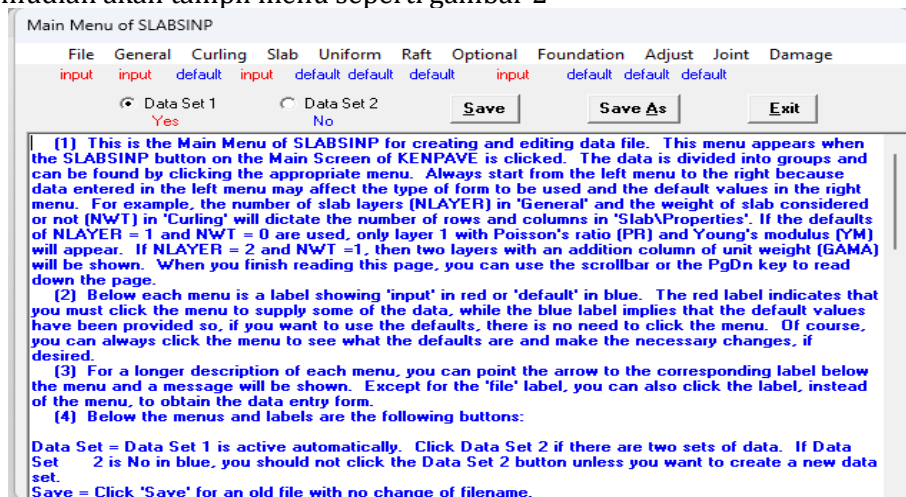 mudian akan tampil menu seperti gambar 2
Main Menu of SLABSINP
File General Curling Slab Uniform Raft Optional Foundation Adjust Joint Damage
input input default input default default default input default default default
Data Set 1 Data Set 2 Save Save As Exit
Yes No
(1) This is the Main Menu of SLABSINP for creating and editing data file. This menu appears when
the SLABSINP button on the Main Screen of KENPAVE is clicked. The data is divided into groups and
can be found by clicking the appropriate menu. Always start from the left menu to the right because
data entered in the left menu may affect the type of form to be used and the default values in the right
menu. For example, the number of slab layers (NLAYER) in 'General' and the weight of slab considered
or not (NWT) in 'Curling' will dictate the number of rows and columns in 'Slab\Properties'. If the defaults
of NLAYER = 1 and NWT = 0 are used, only layer 1 with Poisson's ratio (PR) and Young's modulus (YM)
will appear. If NLAYER = 2 and NWT =1, then two layers with an addition column of unit weight (GAMA)
will be shown. When you finish reading this page, you can use the scrollbar or the PgDn key to read
down the page.
(2) Below each menu is a label showing 'input' in red or 'default' in blue. The red label indicates that
you must click the menu to supply some of the data, while the blue label implies that the default values
have been provided so, if you want to use the defaults, there is no need to click the menu. Of course,
you can always click the menu to see what the defaults are and make the necessary changes, if
desired.
(3) For a longer description of each menu, you can point the arrow to the corresponding label below
the menu and a message will be shown. Except for the 'file' label, you can also click the label, instead
of the menu, to obtain the data entry form.
(4) Below the menus and labels are the following buttons:
Data Set = Data Set 1 is active automatically. Click Data Set 2 if there are two sets of data. If Data
Set 2 is No in blue, you should not click the Data Set 2 button unless you want to create a new data
set.
Save = Click 'Save' for an old file with no change of filename.